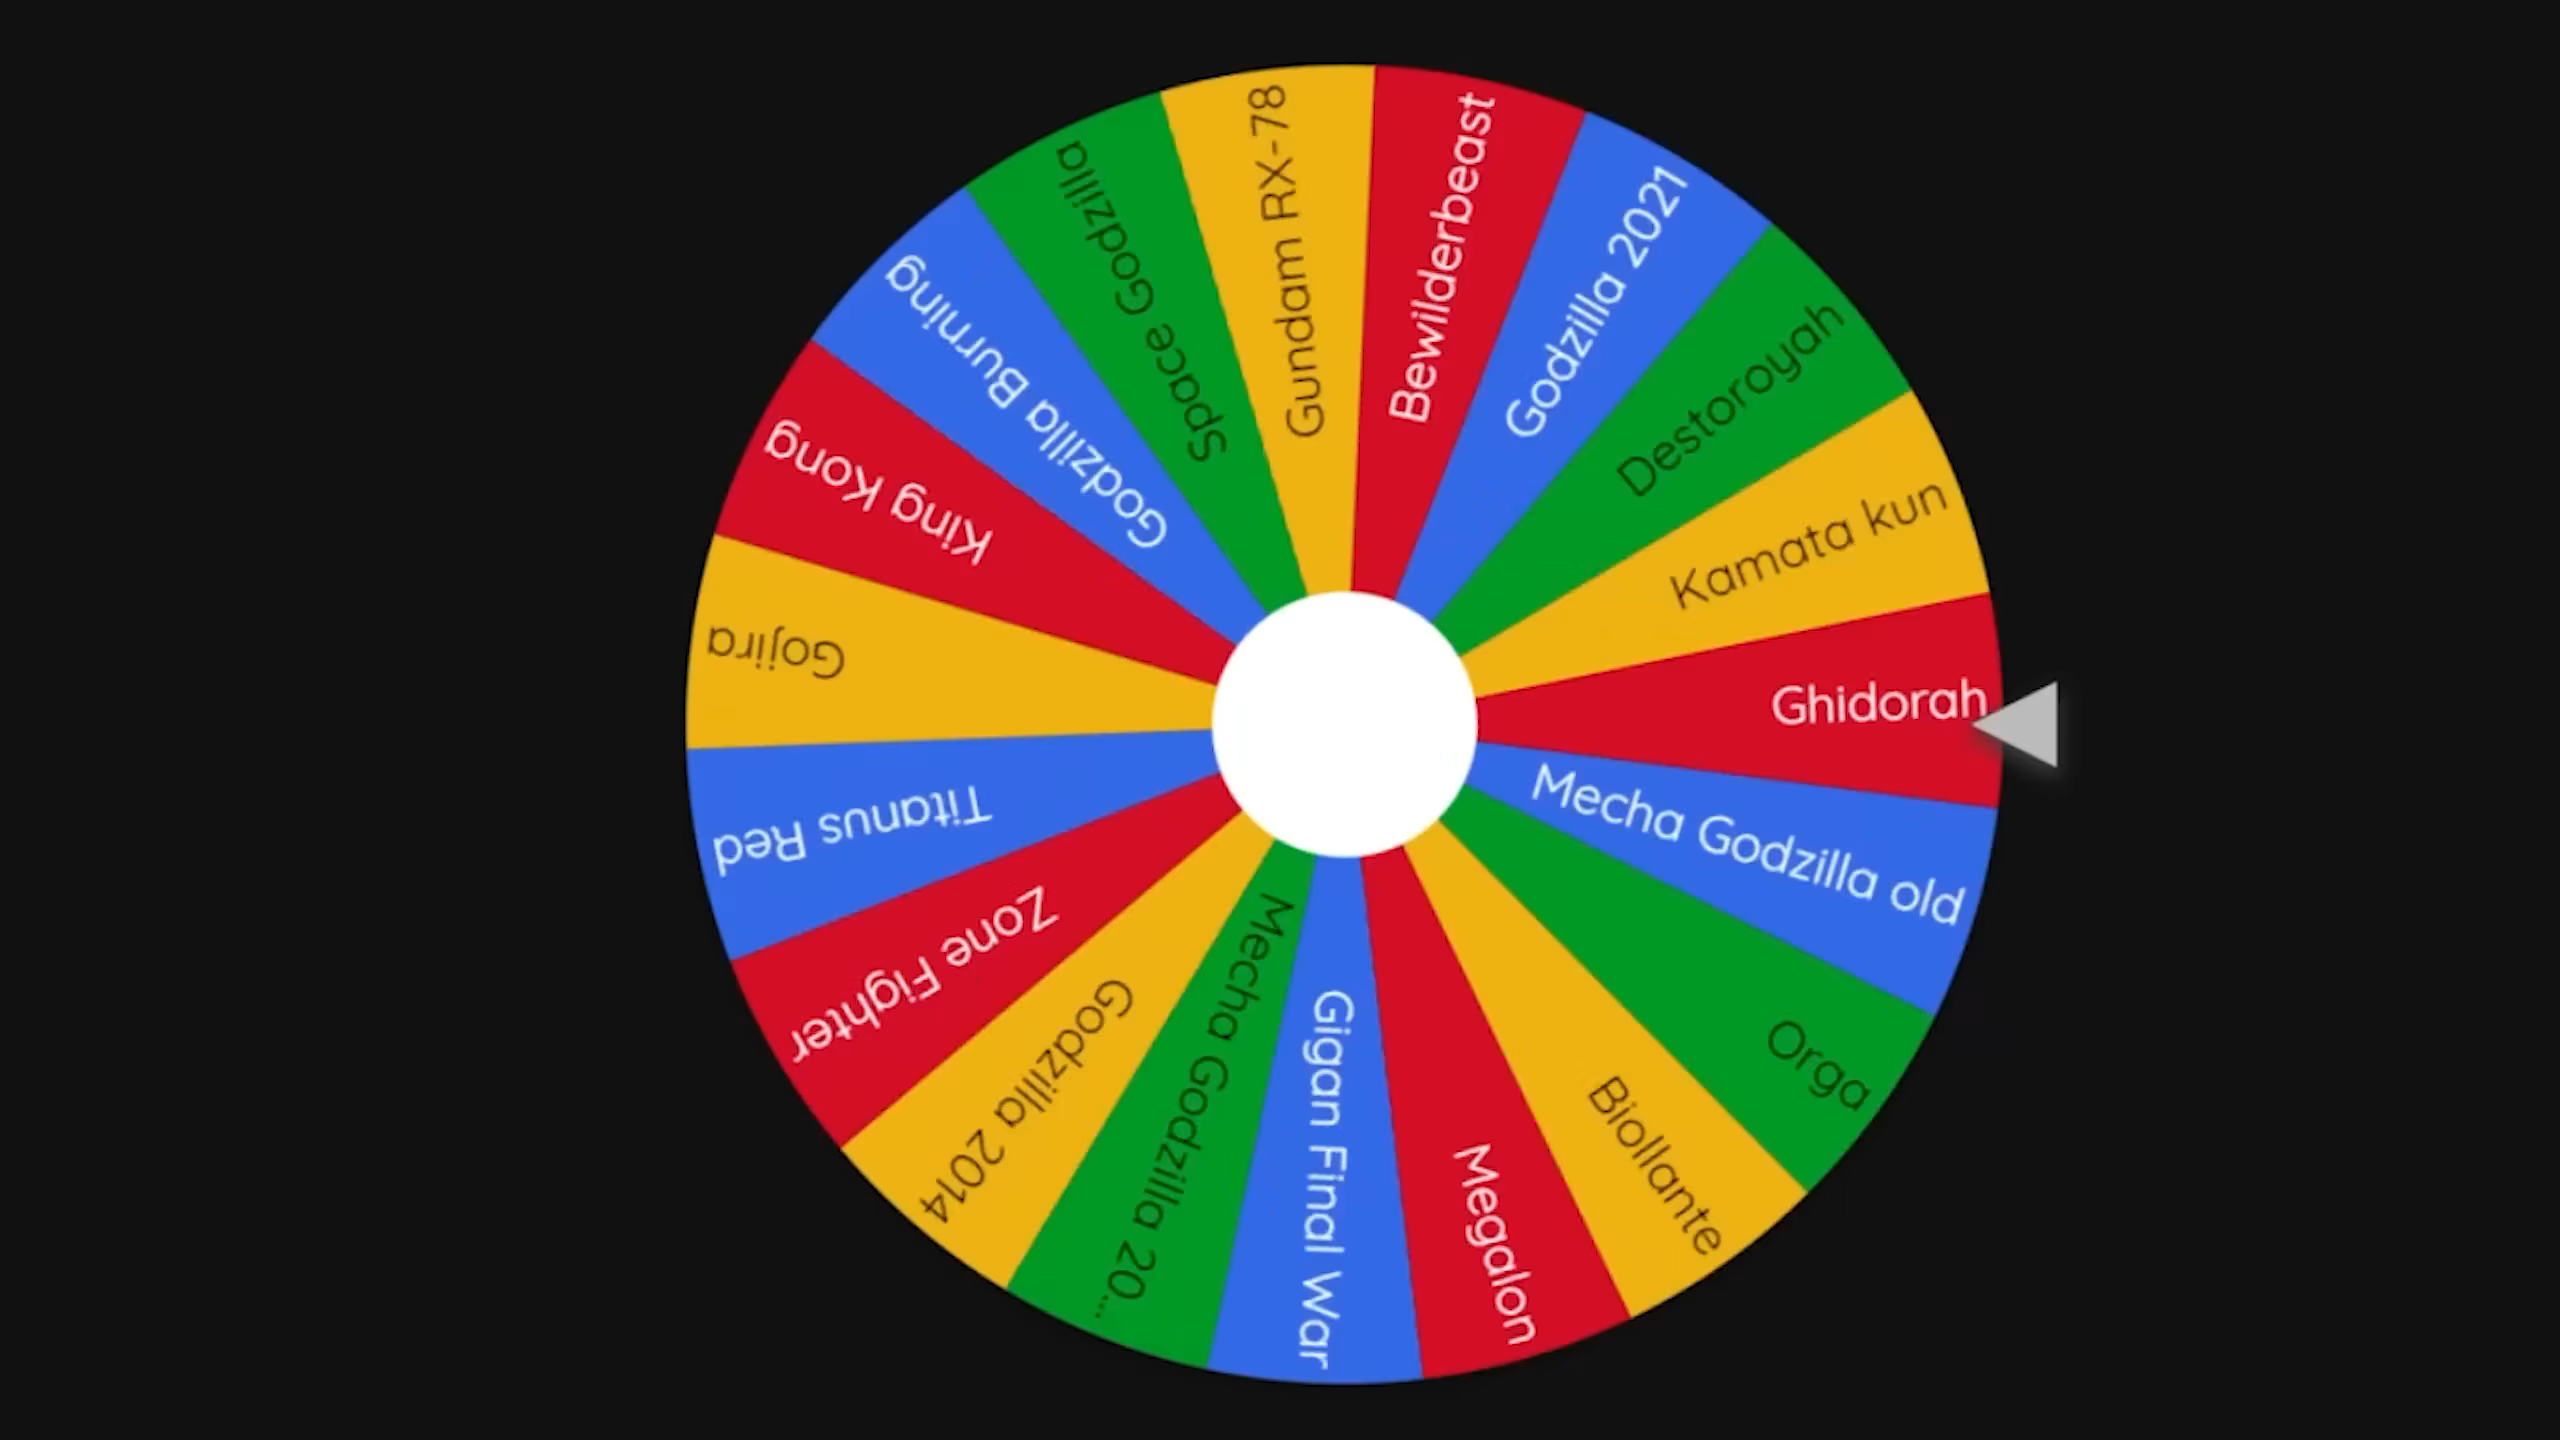 Gundam RX-78
Bewilderbeast
Godzilla 2021
Destoroyah
Kamata kun
Ghidorah
Mecha Godzilla old
Orga
Biollante
Megalon
Gigan Final War
Mecha Godzilla 20...
Godzilla 2014
Zone Fighter
Titanus Red
Gojira
King Kong
Godzilla Burning
Space Godzilla